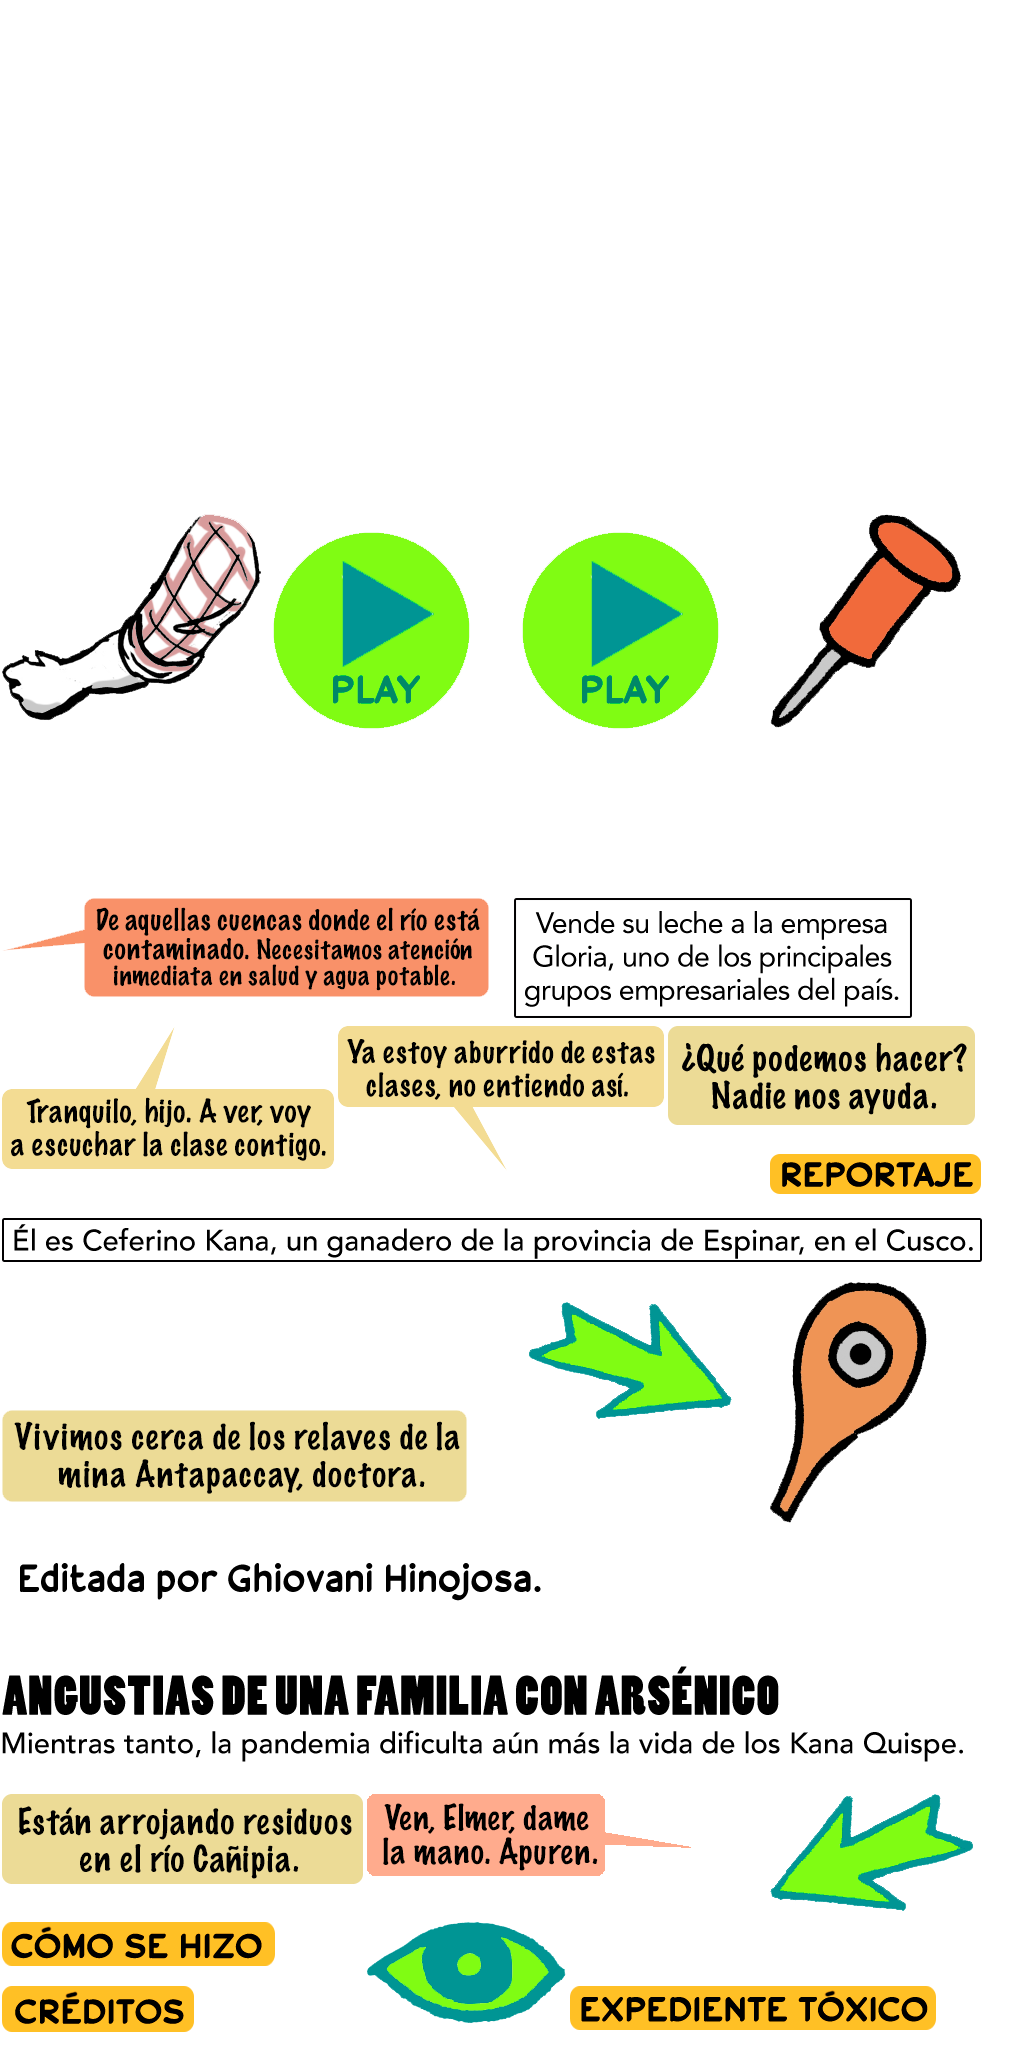 PLAY
PLAY
De aquellas cuencas donde el río está
contaminado. Necesitamos atención
inmediata en salud y agua potable.
Vende su leche a la empresa
Gloria, uno de los principales
grupos empresariales del país.
Tranquilo, hijo. A ver, voy
a escuchar la clase contigo.
Ya estoy aburrido de estas
clases, no entiendo así.
¿Qué podemos hacer?
Nadie nos ayuda.
REPORTAJE
Él es Ceferino Kana, un ganadero de la provincia de Espinar, en el Cusco.
Vivimos cerca de los relaves de la
mina Antapaccay, doctora.
Editada por Ghiovani Hinojosa.
ANGUSTIAS DE UNA FAMILIA CON ARSÉNICO
Mientras tanto, la pandemia dificulta aún más la vida de los Kana Quispe.
Están arrojando residuos
en el río Cañipia.
Ven, Elmer, dame
la mano. Apuren.
CÓMO SE HIZO
CRÉDITOS
EXPEDIENTE TÓXICO